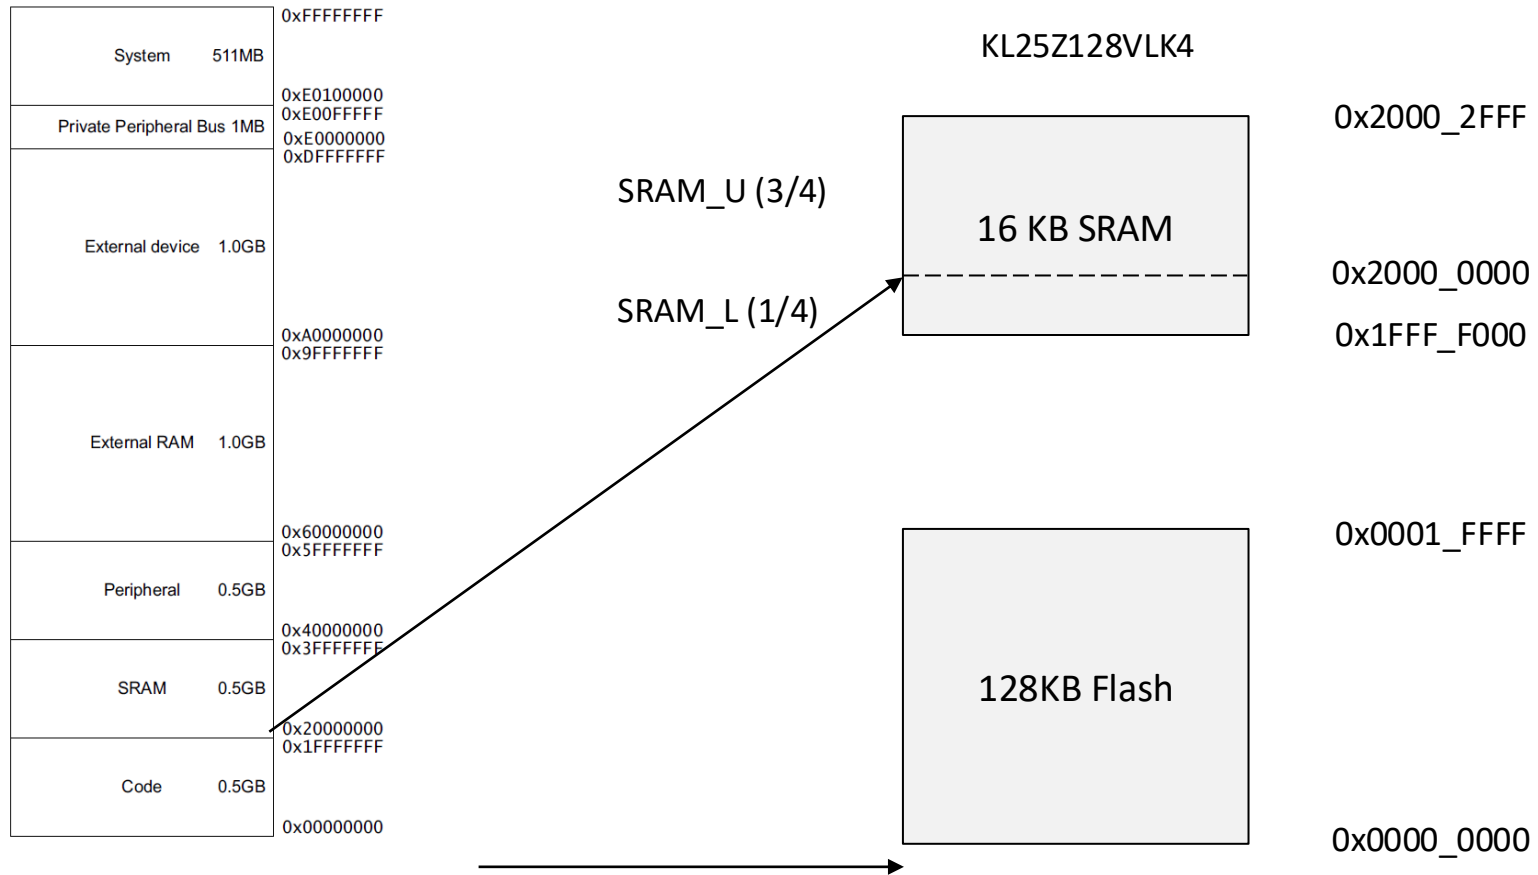 0xFFFFFFFF
System 511MB
0xE0100000
0xE00FFFFF
Private Peripheral Bus 1MB
0xE0000000
0xDFFFFFFF
External device 1.0GB
0xA0000000
0x9FFFFFFF
External RAM 1.0GB
0x60000000
0x5FFFFFFF
Peripheral 0.5GB
0x40000000
0x3FFFFFFF
SRAM 0.5GB
0x20000000
0x1FFFFFFF
Code 0.5GB
0x00000000
KL25Z128VLK4
0x2000_2FFF
SRAM_U (3/4)
16 KB SRAM
0x2000_0000
SRAM_L (1/4)
0x1FFF_F000
0x0001_FFFF
128KB Flash
0x0000_0000